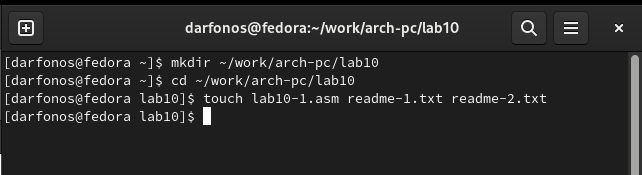 darfonos@fedora:~/work/arch-pc/lab10
[darfonos@fedora ~]$ mkdir ~/work/arch-pc/lab10
[darfonos@fedora ~]$ cd ~/work/arch-pc/lab10
[darfonos@fedora lab10]$ touch lab10-1.asm readme-1.txt readme-2.txt
[darfonos@fedora lab10]$